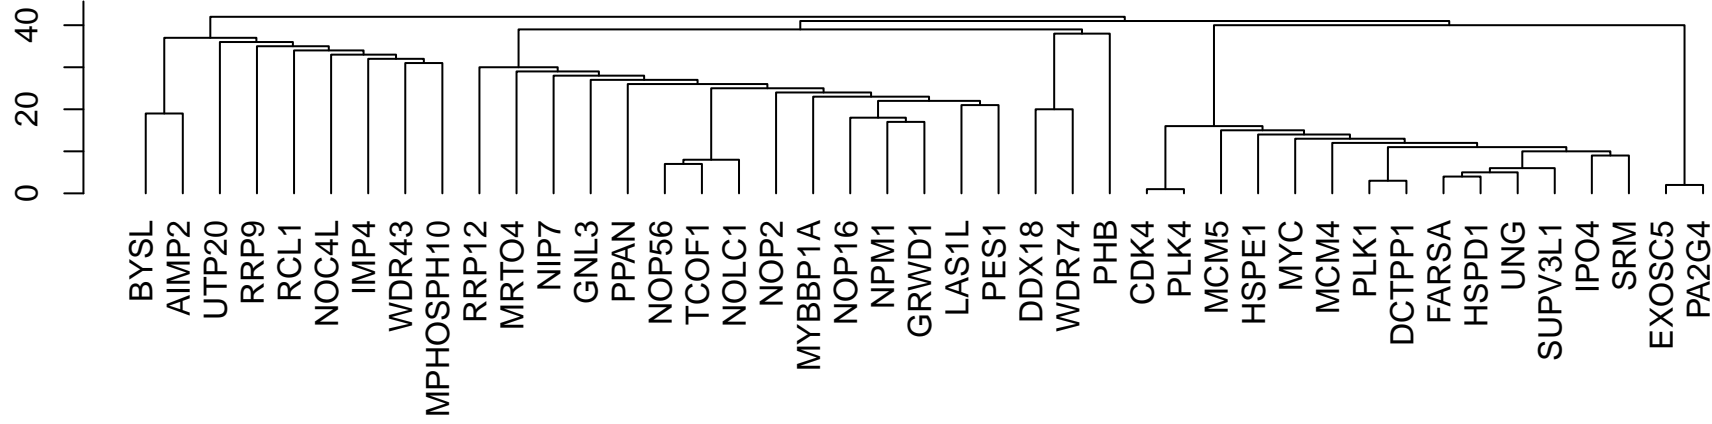 40
20
0
BYSL
AIMP2
UTP20
RRP9
RCL1
NOC4L
IMP4
WDR43
MPHOSPH10
RRP12
MRTO4
NIP7
GNL3
PPAN
NOP56
TCOF1
NOLC1
NOP2
MYBBP1A
NOP16
NPM1
GRWD1
LAS1L
PES1
DDX18
WDR74
PHB
CDK4
PLK4
MCM5
HSPE1
MYC
MCM4
PLK1
DCTPP1
FARSA
HSPD1
UNG
SUPV3L1
IPO4
SRM
EXOSC5
PA2G4